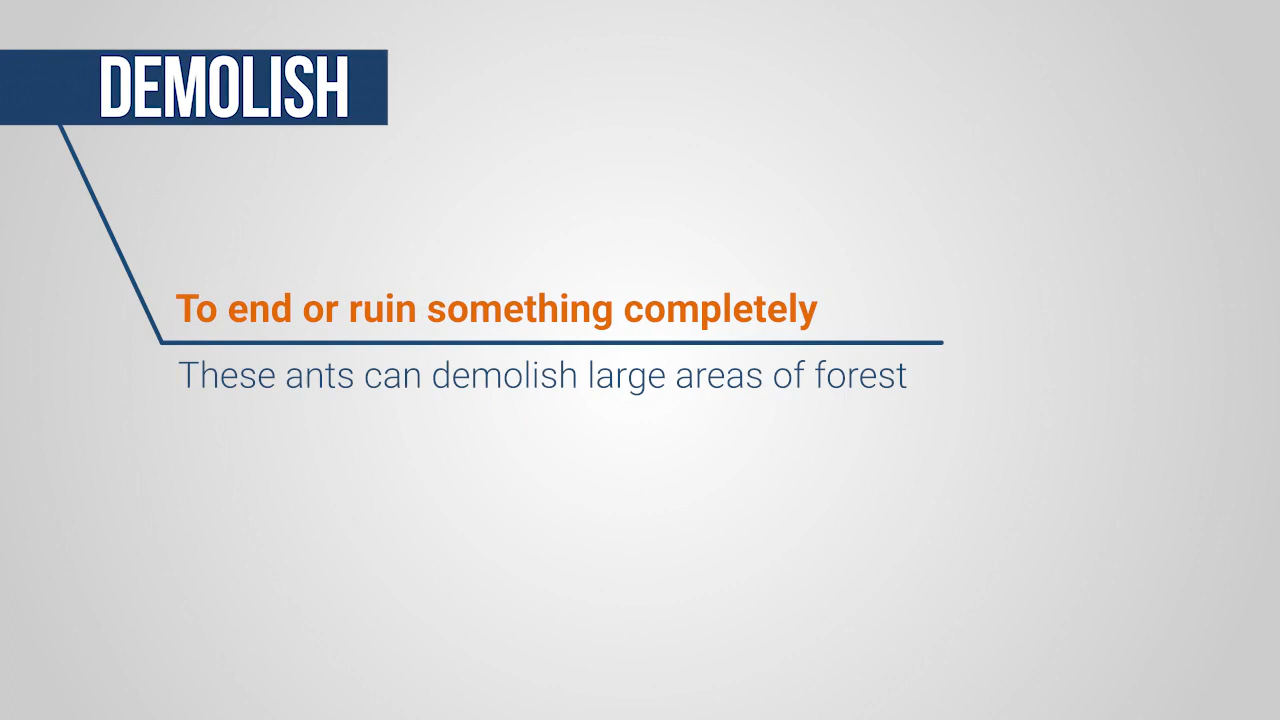 DEMOLISH
To end or ruin something completely
These ants can demolish large areas of forest